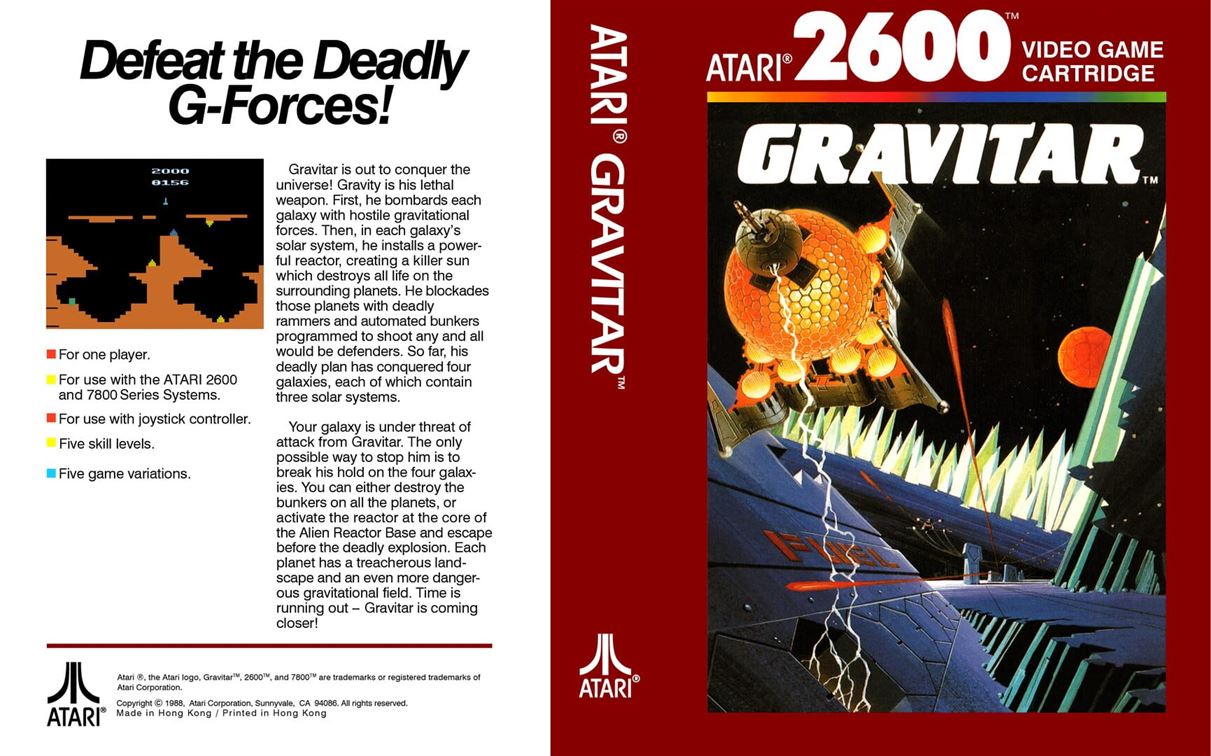 Defeat the Deadly
G-Forces!
2000
0156
Gravitar is out to conquer the
universe! Gravity is his lethal
weapon. First, he bombards each
galaxy with hostile gravitational
forces. Then, in each galaxy's
solar system, he installs a power-
ful reactor, creating a killer sun
which destroys all life on the
surrounding planets. He blockades
those planets with deadly
rammers and automated bunkers
programmed to shoot any and all
would be defenders. So far, his
deadly plan has conquered four
galaxies, each of which contain
three solar systems.
Your galaxy is under threat of
attack from Gravitar. The only
possible way to stop him is to
break his hold on the four galax-
ies. You can either destroy the
bunkers on all the planets, or
activate the reactor at the core of
the Alien Reactor Base and escape
before the deadly explosion. Each
planet has a treacherous land-
scape and an even more danger-
ous gravitational field. Time is
running out – Gravitar is coming
closer!
For one player.
For use with the ATARI 2600
and 7800 Series Systems.
For use with joystick controller.
Five skill levels.
Five game variations.
ATARI®
Atari ®, the Atari logo, Gravitar™, 2600™, and 7800™ are trademarks or registered trademarks of
Atari Corporation.
Copyright © 1988, Atari Corporation, Sunnyvale, CA 94086. All rights reserved.
Made in Hong Kong / Printed in Hong Kong
ATARI® GRAVITAR™
ATARI®
ATARI® 2600™ VIDEO GAME
CARTRIDGE
GRAVITAR™
FUEL